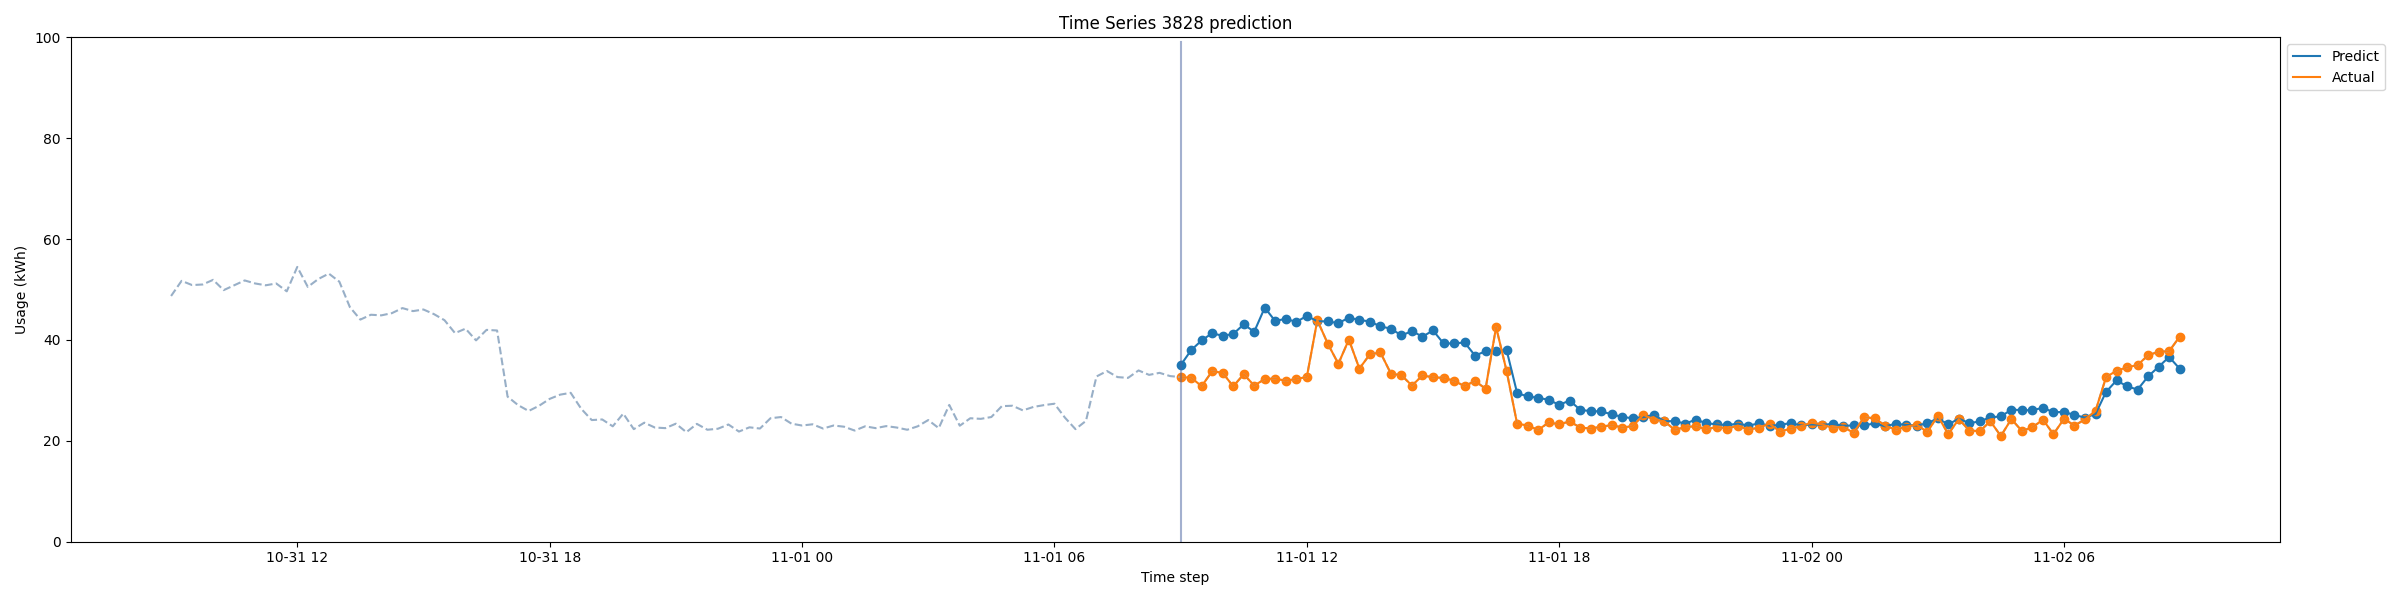 Time Series 3828 prediction
Predict
Actual
Usage (kWh)
100
80
60
40
20
0
10-31 12
10-31 18
11-01 00
11-01 06
11-01 12
11-01 18
11-02 00
11-02 06
Time step